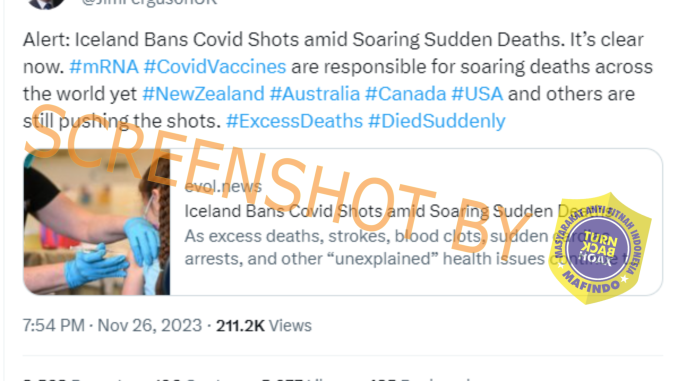 @JimFergusonUK
Alert: Iceland Bans Covid Shots amid Soaring Sudden Deaths. It’s clear
now. #mRNA #CovidVaccines are responsible for soaring deaths across
the world yet #NewZealand #Australia #Canada #USA and others are
still pushing the shots. #ExcessDeaths #DiedSuddenly
SCREENSHOT BY
evol.news
Iceland Bans Covid Shots amid Soaring Sudden
As excess deaths, strokes, blood clots, sudden
arrests, and other “unexplained” health issues
MASYARAKAT ANTI FITNAH INDONESIA
TURN
BACK
HOAX
MAFINDO
7:54 PM · Nov 26, 2023 · 211.2K Views